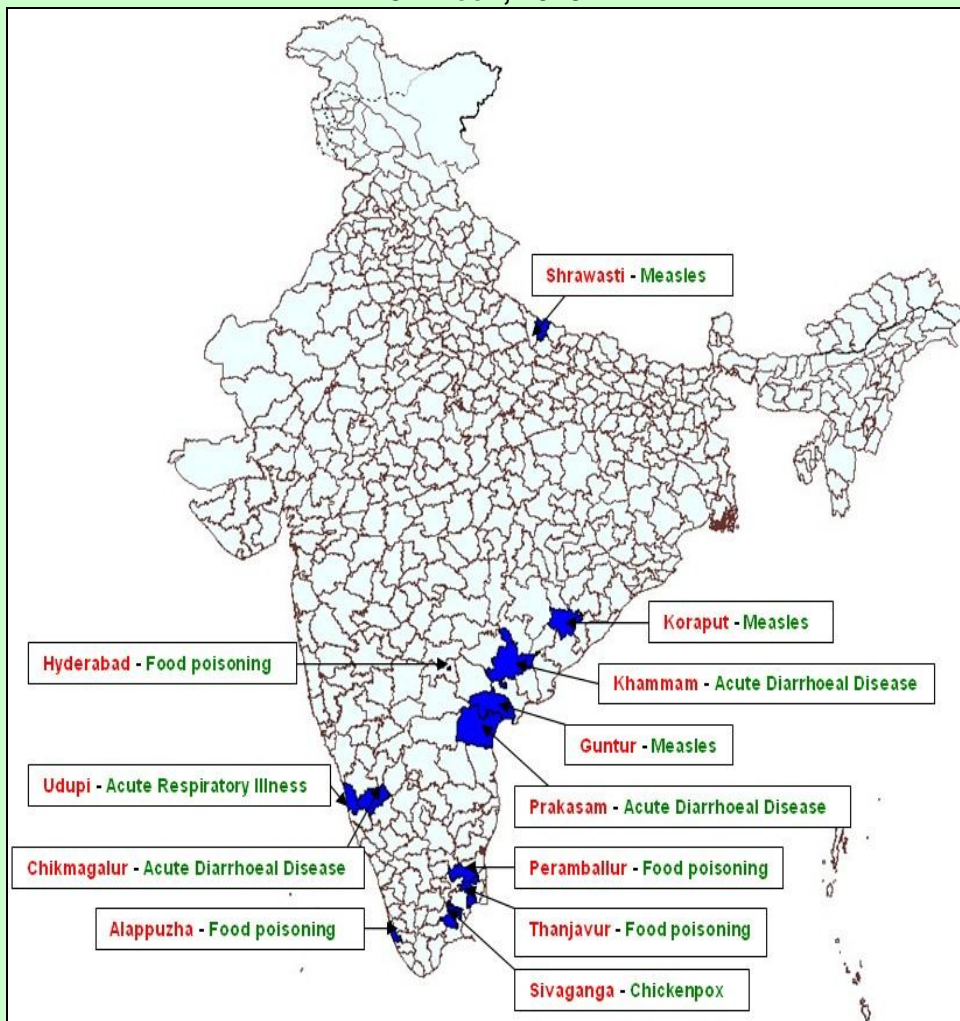 Shrawasti - Measles
Koraput - Measles
Hyderabad - Food poisoning
Khammam - Acute Diarrhoeal Disease
Guntur - Measles
Udupi - Acute Respiratory Illness
Prakasam - Acute Diarrhoeal Disease
Chikmagalur - Acute Diarrhoeal Disease
Peramballur - Food poisoning
Alappuzha - Food poisoning
Thanjavur - Food poisoning
Sivaganga - Chickenpox